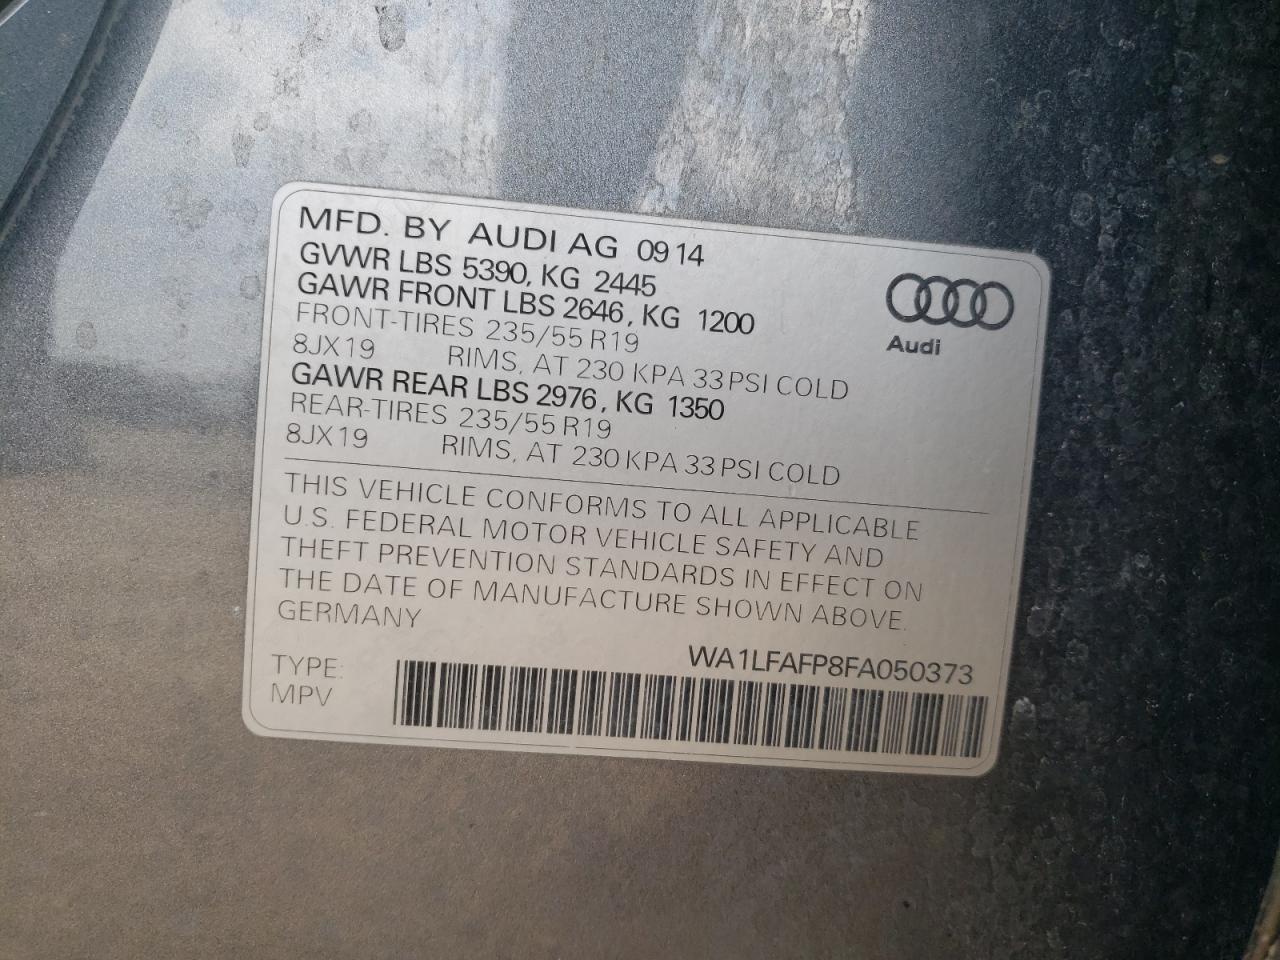 MFD. BY AUDI AG 09 14
GVWR LBS 5390, KG 2445
GAWR FRONT LBS 2646, KG 1200
FRONT-TIRES 235/55 R19
8JX19 RIMS, AT 230 KPA 33 PSI COLD
GAWR REAR LBS 2976, KG 1350
REAR-TIRES 235/55 R19
8JX19 RIMS, AT 230 KPA 33 PSI COLD
Audi
THIS VEHICLE CONFORMS TO ALL APPLICABLE
U.S. FEDERAL MOTOR VEHICLE SAFETY AND
THEFT PREVENTION STANDARDS IN EFFECT ON
THE DATE OF MANUFACTURE SHOWN ABOVE.
GERMANY
WA1LFAFP8FA050373
TYPE:
MPV